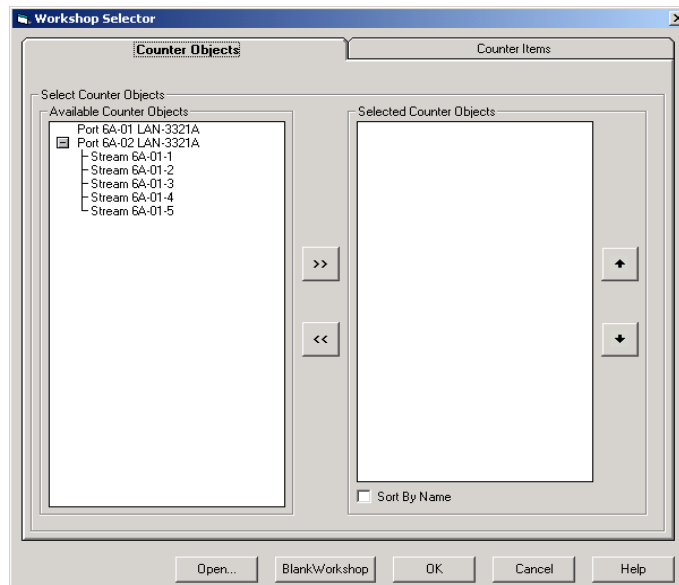 Workshop Selector
Counter Objects
Counter Items
Select Counter Objects
Available Counter Objects
Selected Counter Objects
Port 6A-01 LAN-3321A
Port 6A-02 LAN-3321A
Stream 6A-01-1
Stream 6A-01-2
Stream 6A-01-3
Stream 6A-01-4
Stream 6A-01-5
>>
<<
Sort By Name
Open...
BlankWorkshop
OK
Cancel
Help